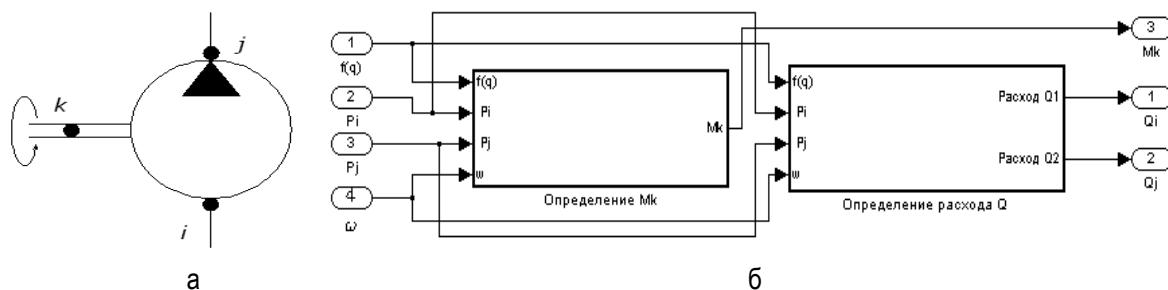 j
k
i
а
1
f(q)
2
Pi
3
Pj
4
ω
f(q)
Pi
Pj
w
Mk
Определение Mk
f(q)
Pi
Pj
w
Расход Q1
Расход Q2
Определение расхода Q
3
Mk
1
Qi
2
Qj
б